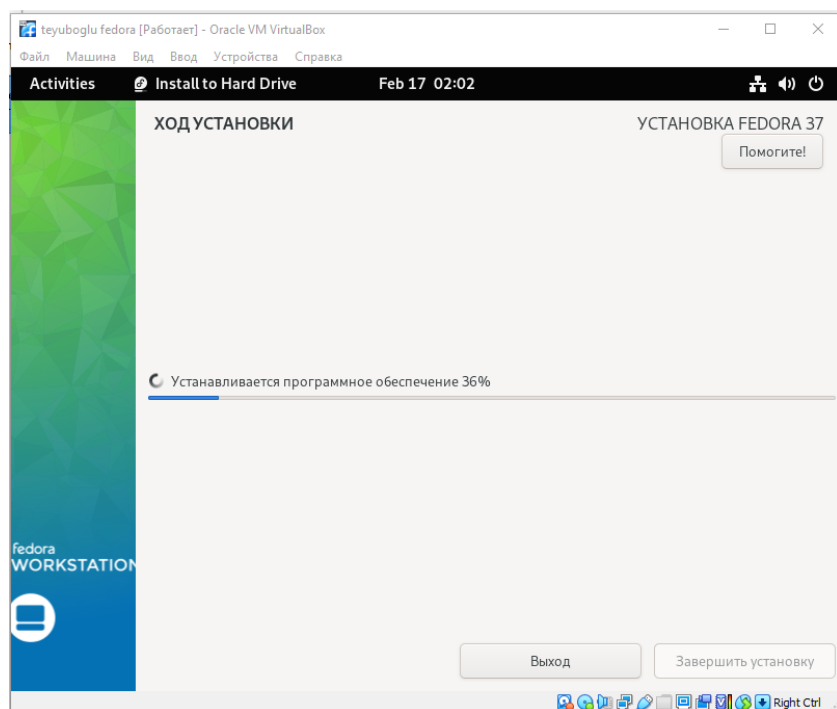 teyuboglu fedora [Работает] - Oracle VM VirtualBox
Файл Машина Вид Ввод Устройства Справка
Activities Install to Hard Drive Feb 17 02:02
ХОД УСТАНОВКИ УСТАНОВКА FEDORA 37
Помогите!
Устанавливается программное обеспечение 36%
fedora
WORKSTATION
Выход Завершить установку
Right Ctrl